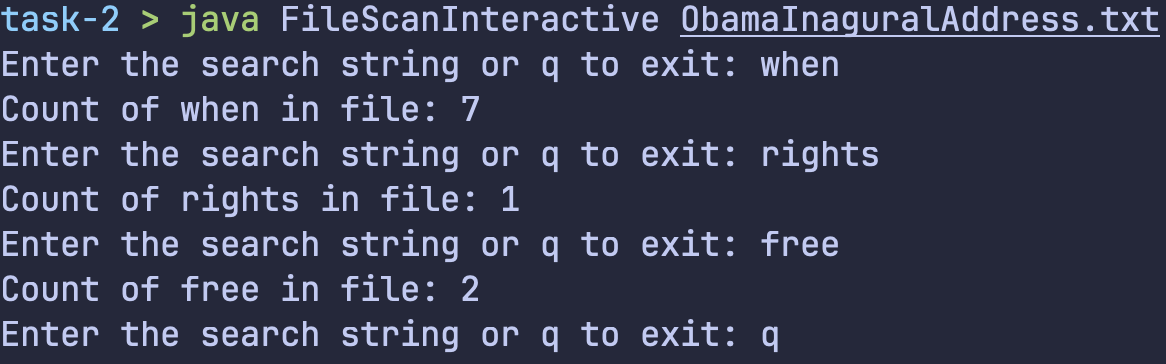 task-2 > java FileScanInteractive ObamaInaguralAddress.txt
Enter the search string or q to exit: when
Count of when in file: 7
Enter the search string or q to exit: rights
Count of rights in file: 1
Enter the search string or q to exit: free
Count of free in file: 2
Enter the search string or q to exit: q